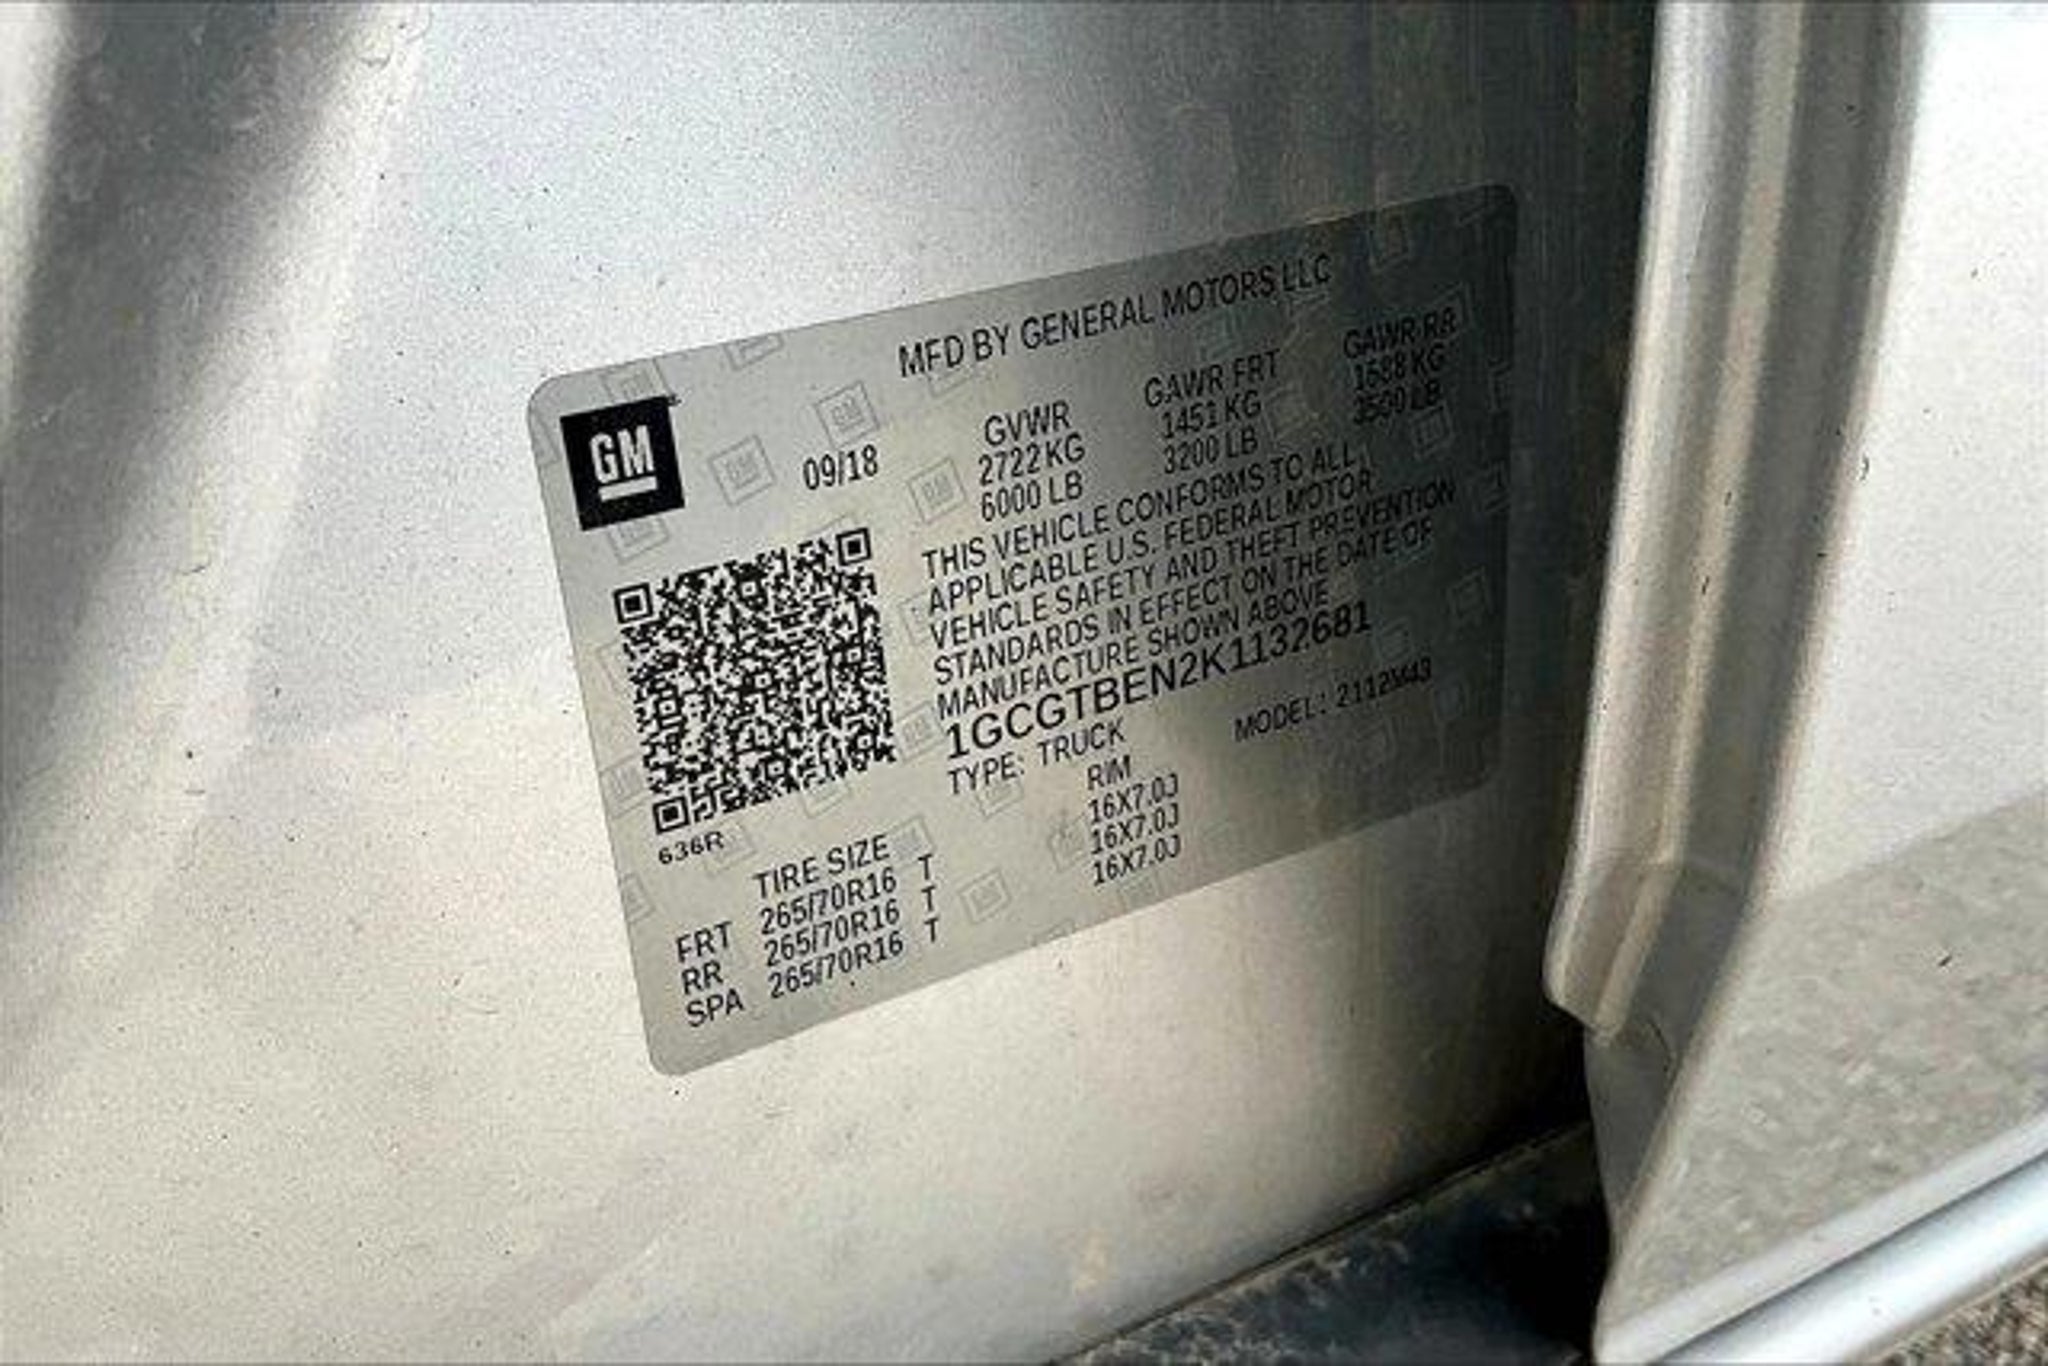 MFD BY GENERAL MOTORS LLC
GM
09/18
GVWR GAWR FRT GAWR RR
2722 KG 1451 KG 1588 KG
6000 LB 3200 LB 3500 LB
THIS VEHICLE CONFORMS TO ALL
APPLICABLE U.S. FEDERAL MOTOR
VEHICLE SAFETY AND THEFT PREVENTION
STANDARDS IN EFFECT ON THE DATE OF
MANUFACTURE SHOWN ABOVE
1GCGTBEN2K1132681
TYPE: TRUCK MODEL: 2112M43
636R
TIRE SIZE RIM
FRT 265/70R16 T 16X7.0J
RR 265/70R16 T 16X7.0J
SPA 265/70R16 T 16X7.0J